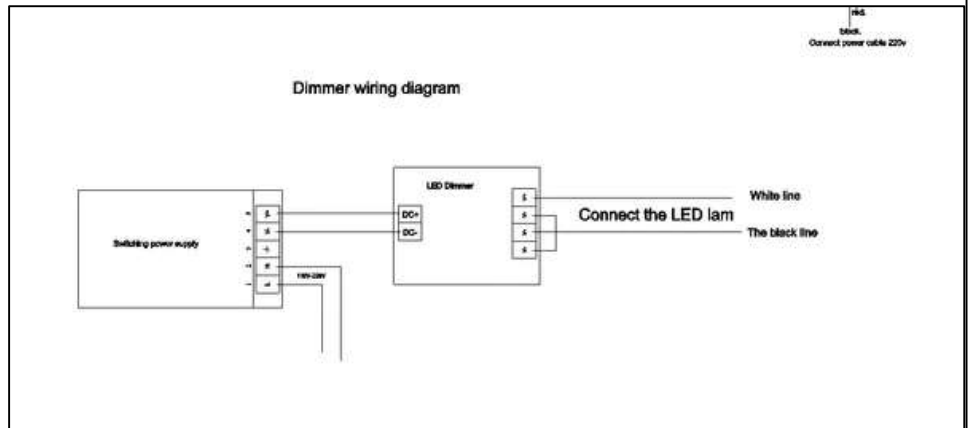 red.
black.
Connect power cable 220v
Dimmer wiring diagram
LED Dimmer
White line
DC+
Connect the LED lam
DC-
The black line
Switching power supply